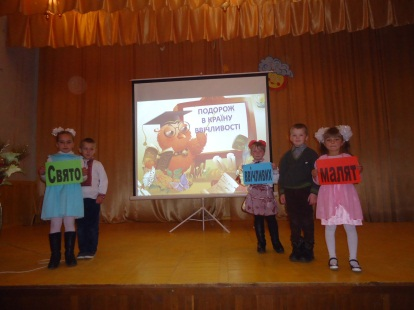 ПОДОРОЖ
В КРАЇНУ
ВВІЧЛИВОСТІ
Свято
ВВІЧЛИВИХ
МАЛЯТ